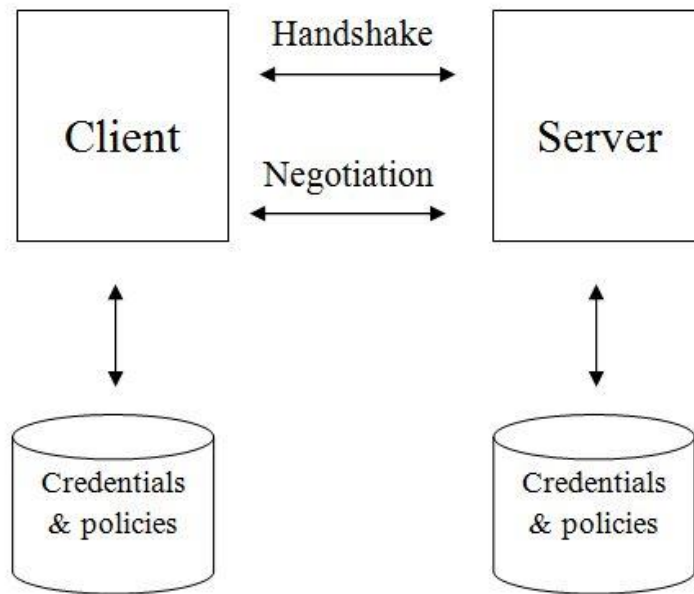 Handshake
Client
Server
Negotiation
Credentials
& policies
Credentials
& policies